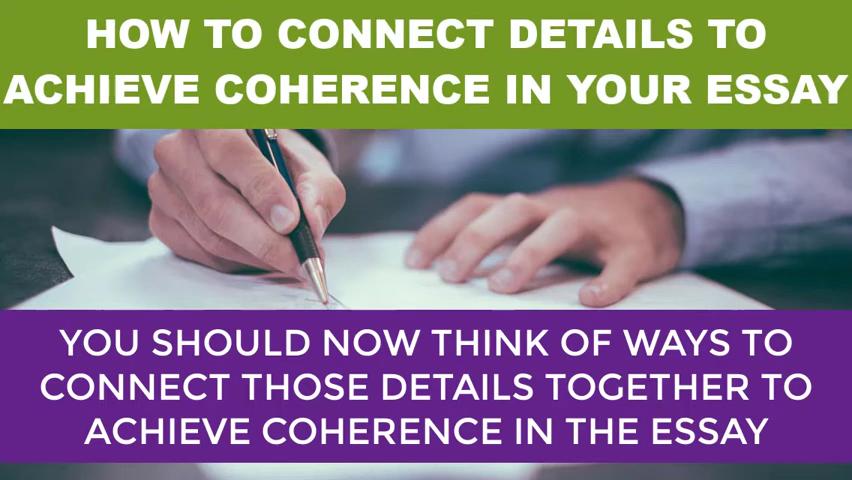 HOW TO CONNECT DETAILS TO
ACHIEVE COHERENCE IN YOUR ESSAY
YOU SHOULD NOW THINK OF WAYS TO
CONNECT THOSE DETAILS TOGETHER TO
ACHIEVE COHERENCE IN THE ESSAY